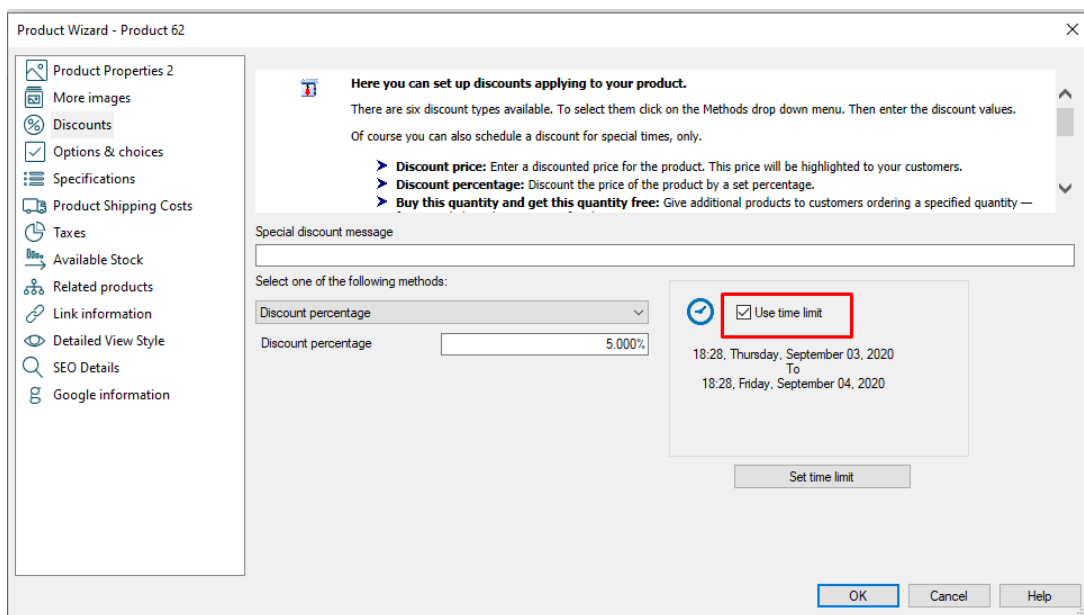 Product Wizard - Product 62
Product Properties 2
More images
Discounts
Options & choices
Specifications
Product Shipping Costs
Taxes
Available Stock
Related products
Link information
Detailed View Style
SEO Details
Google information
Here you can set up discounts applying to your product.
There are six discount types available. To select them click on the Methods drop down menu. Then enter the discount values.
Of course you can also schedule a discount for special times, only.
Discount price: Enter a discounted price for the product. This price will be highlighted to your customers.
Discount percentage: Discount the price of the product by a set percentage.
Buy this quantity and get this quantity free: Give additional products to customers ordering a specified quantity —
Special discount message
Select one of the following methods:
Discount percentage
Discount percentage
5.000%
Use time limit
18:28, Thursday, September 03, 2020
To
18:28, Friday, September 04, 2020
Set time limit
OK
Cancel
Help